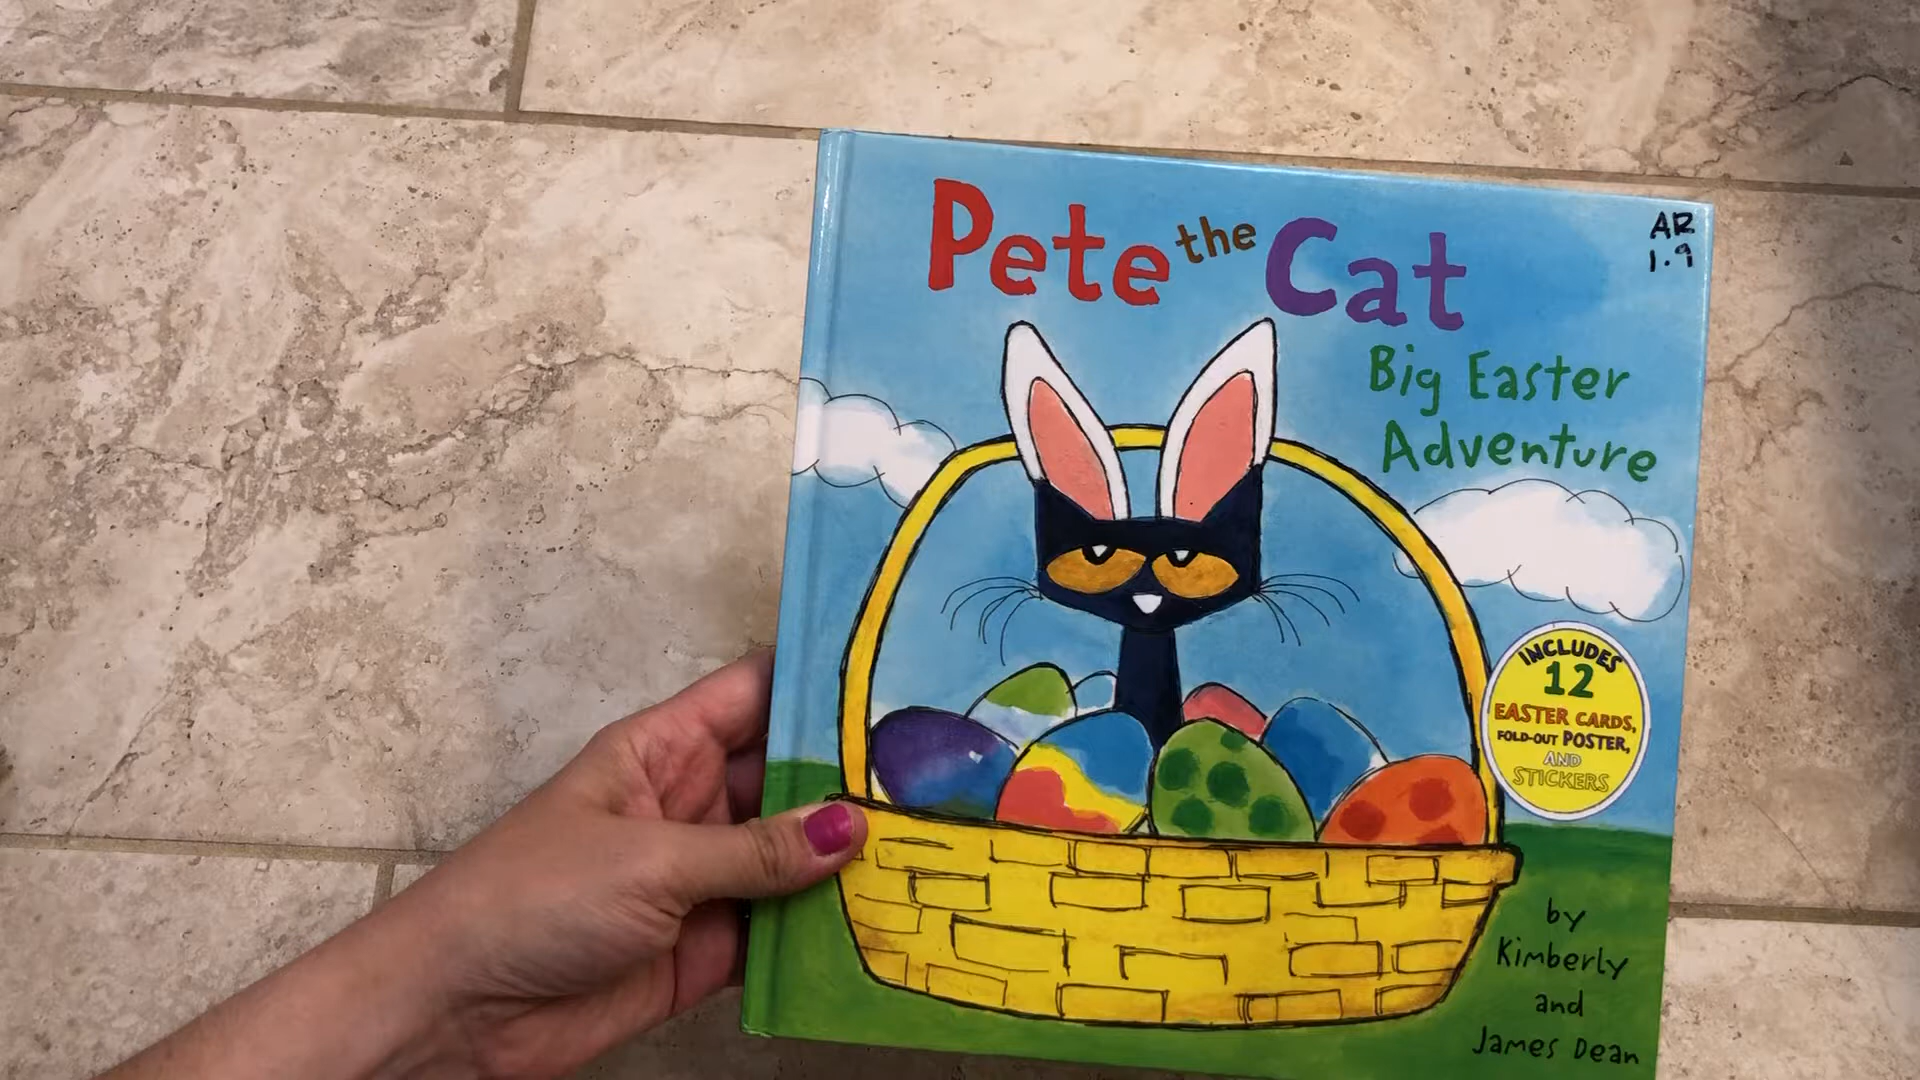 Pete the Cat
Big Easter
Adventure
AR
1.9
INCLUDES
12
EASTER CARDS,
FOLD-OUT POSTER,
AND
STICKERS
by
Kimberly
and
James Dean